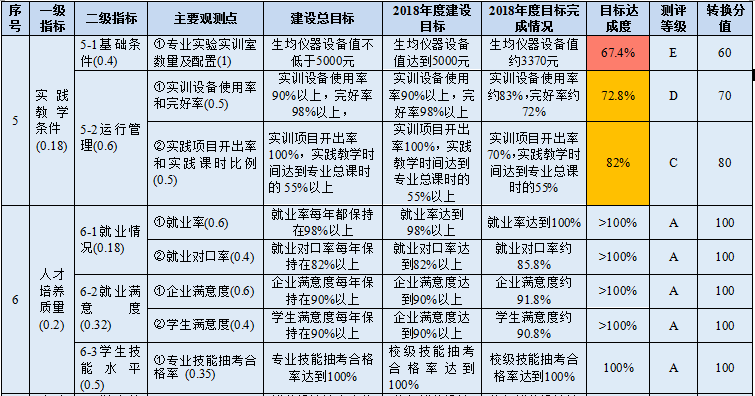 序号 一级指标 二级指标 主要观测点 建设总目标 2018年度建设目标 2018年度目标完成情况 目标达成度 测评等级 转换分值
5 实践教学条件(0.18)
5-1基础条件(0.4) ①专业实验实训室数量及配置(1) 生均仪器设备值不低于5000元 生均仪器设备值达到5000元 生均仪器设备值约3370元 67.4% E 60
5-2运行管理(0.6) ①实训设备使用率和完好率(0.5) 实训设备使用率90%以上，完好率98%以上， 实训设备使用率90%以上，完好率98%以上 实训设备使用率约83%,完好率约72% 72.8% D 70
②实践项目开出率和实践课时比例(0.5) 实训项目开出率100%，实践教学时间达到专业总课时的 55%以上 实训项目开出率100%，实践教学时间达到专业总课时的55%以上 实训项目开出率70%,实践教学时间达到专业总课时的55% 82% C 80
6 人才培养质量(0.2)
6-1就业情况(0.18) ①就业率(0.6) 就业率每年都保持在98%以上 就业率达到98%以上 就业率达到100% >100% A 100
②就业对口率(0.4) 就业对口率每年保持在82%以上 就业对口率达到82%以上 就业对口率约85.8% >100% A 100
6-2就业满意度(0.32) ①企业满意度(0.6) 企业满意度每年保持在90%以上 企业满意度达到90%以上 企业满意度约91.8% >100% A 100
②学生满意度(0.4) 学生满意度每年保持在90%以上 企业满意度达到90%以上 学生满意度约90.8% >100% A 100
6-3学生技能水平(0.5) ①专业技能抽考合格率 (0.35) 专业技能抽考合格率达到100% 校级技能抽考合格率达到100% 校级技能抽考合格率达到100% 100% A 100